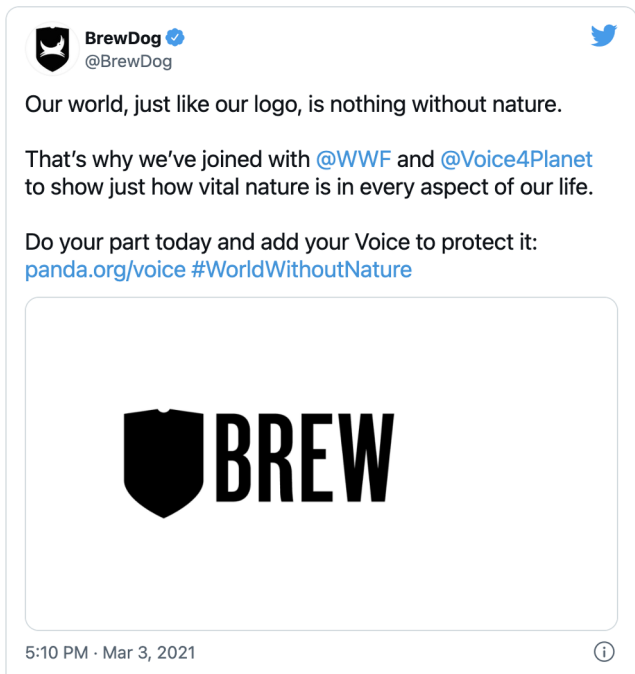 BrewDog
@BrewDog
Our world, just like our logo, is nothing without nature.
That’s why we’ve joined with @WWF and @Voice4Planet
to show just how vital nature is in every aspect of our life.
Do your part today and add your Voice to protect it:
panda.org/voice #WorldWithoutNature
BREW
5:10 PM · Mar 3, 2021